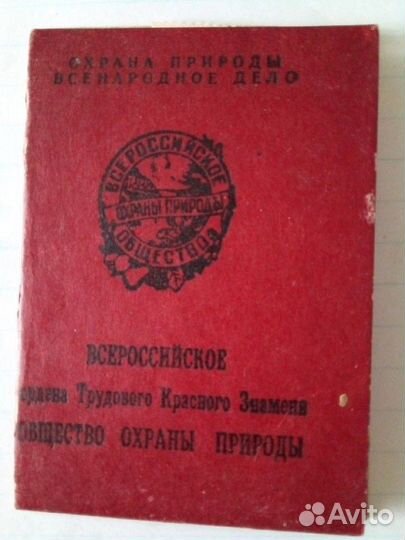 ОХРАНА ПРИРОДЫ
ВСЕНАРОДНОЕ ДЕЛО
ВСЕРОССИЙСКОЕ
ОХРАНЫ ПРИРОДЫ
ОБЩЕСТВО
ВСЕРОССИЙСКОЕ
ордена Трудового Красного Знамени
ОБЩЕСТВО ОХРАНЫ ПРИРОДЫ
Avito